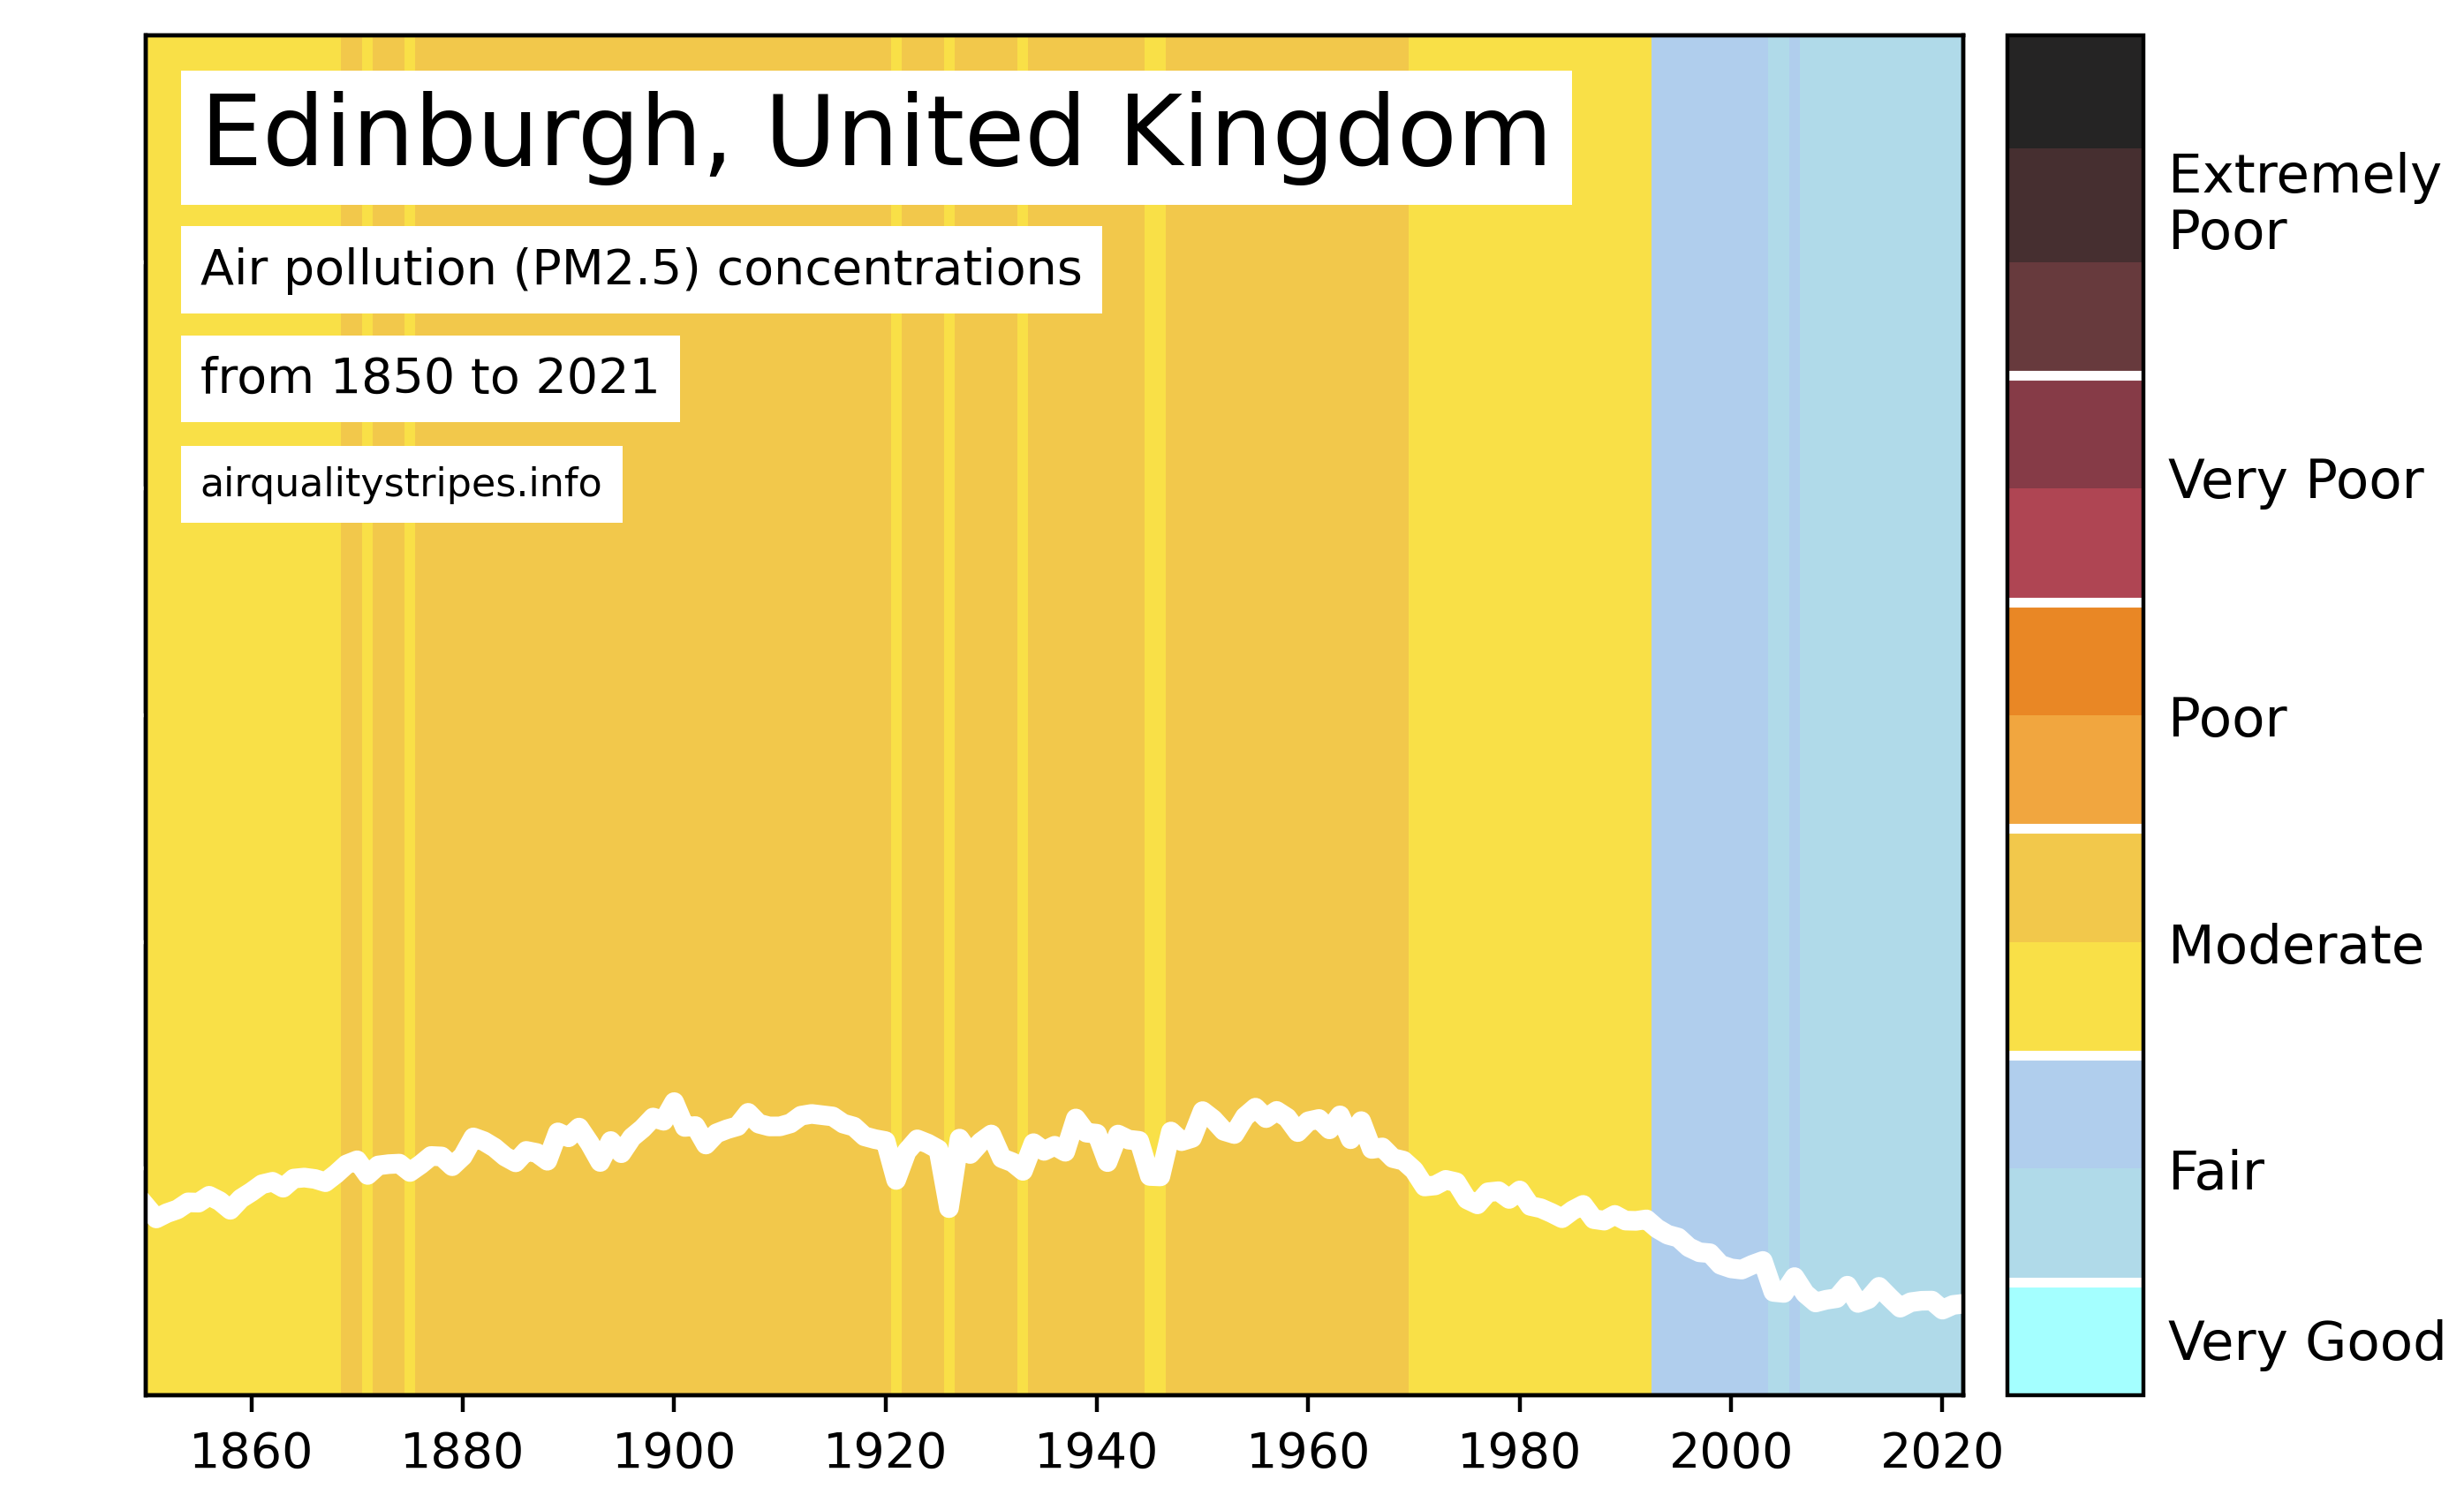 Edinburgh, United Kingdom
Air pollution (PM2.5) concentrations
from 1850 to 2021
airqualitystripes.info
Extremely
Poor
Very Poor
Poor
Moderate
Fair
Very Good
1860 1880 1900 1920 1940 1960 1980 2000 2020